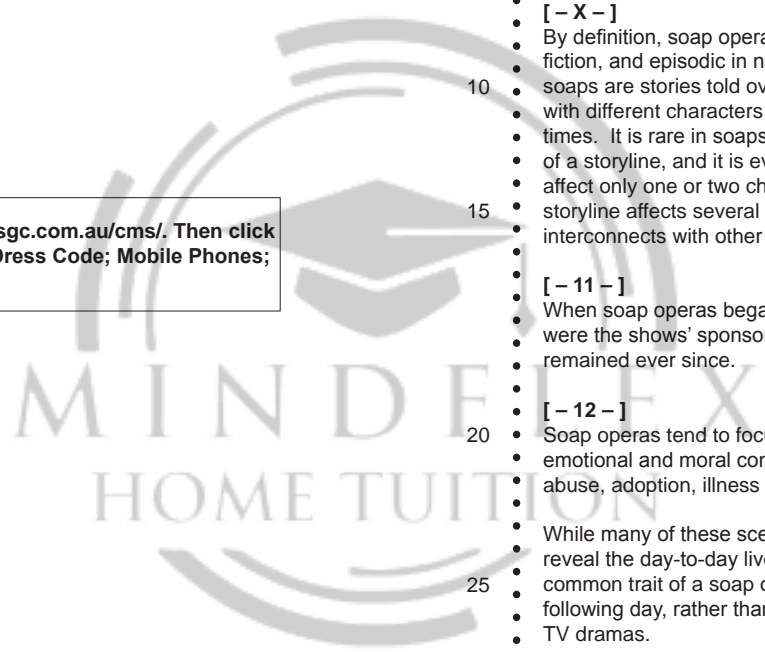 sgc.com.au/cms/. Then click
Dress Code; Mobile Phones;
[ – X – ]
By definition, soap opera
fiction, and episodic in n
10
soaps are stories told ov
with different characters
times. It is rare in soaps
of a storyline, and it is ev
affect only one or two ch
15
storyline affects several
interconnects with other
[ – 11 – ]
When soap operas bega
were the shows’ sponsor
remained ever since.
[ – 12 – ]
20
Soap operas tend to focu
emotional and moral con
abuse, adoption, illness
While many of these sce
reveal the day-to-day live
25
common trait of a soap o
following day, rather than
TV dramas.
MINDFLEX
HOME TUITION